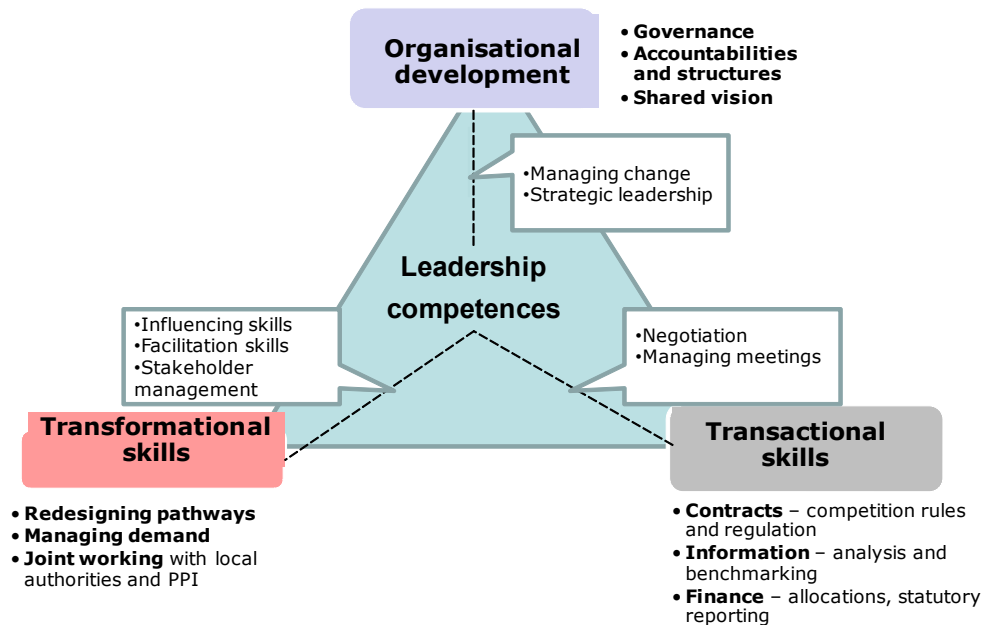 Organisational
development
• Governance
• Accountabilities
and structures
• Shared vision
•Managing change
•Strategic leadership
Leadership
competences
•Influencing skills
•Facilitation skills
•Stakeholder
management
•Negotiation
•Managing meetings
Transformational
skills
• Redesigning pathways
• Managing demand
• Joint working with local
authorities and PPI
Transactional
skills
• Contracts – competition rules
and regulation
• Information – analysis and
benchmarking
• Finance – allocations, statutory
reporting